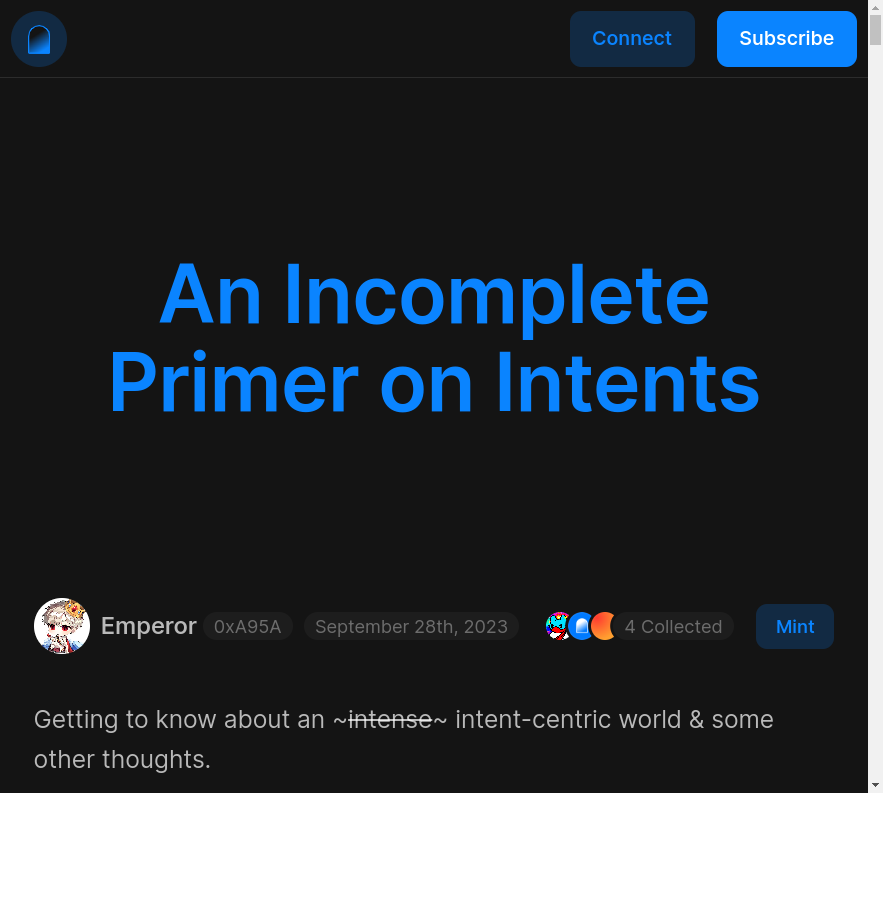 Connect Subscribe
An Incomplete
Primer on Intents
Emperor 0xA95A September 28th, 2023 4 Collected Mint
Getting to know about an ~intense~ intent-centric world & some
other thoughts.